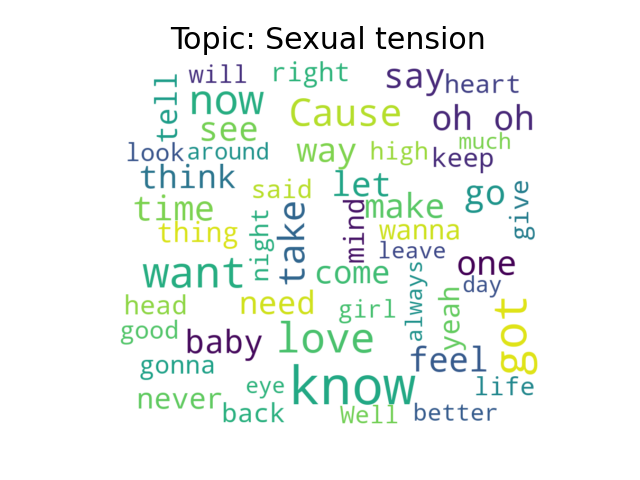 Topic: Sexual tension
will right say heart
tell now Cause oh oh
see much
look around way high keep
think said let go give
time take mind make
thing night wanna
leave one
want come day
head need girl always yeah got
good baby love
gonna feel
eye know life
never back Well better